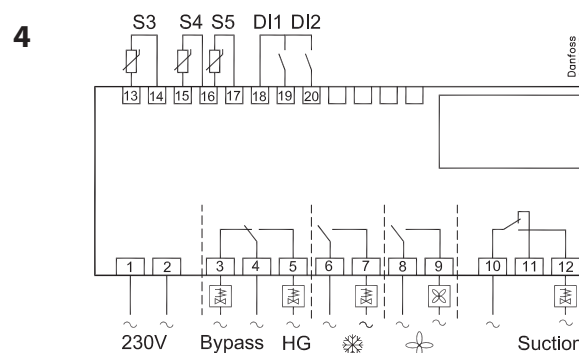 4
S3 S4 S5 DI1 DI2
Danfoss
13 14 15 16 17 18 19 20
1 2 3 4 5 6 7 8 9 10 11 12
230V Bypass HG Suction